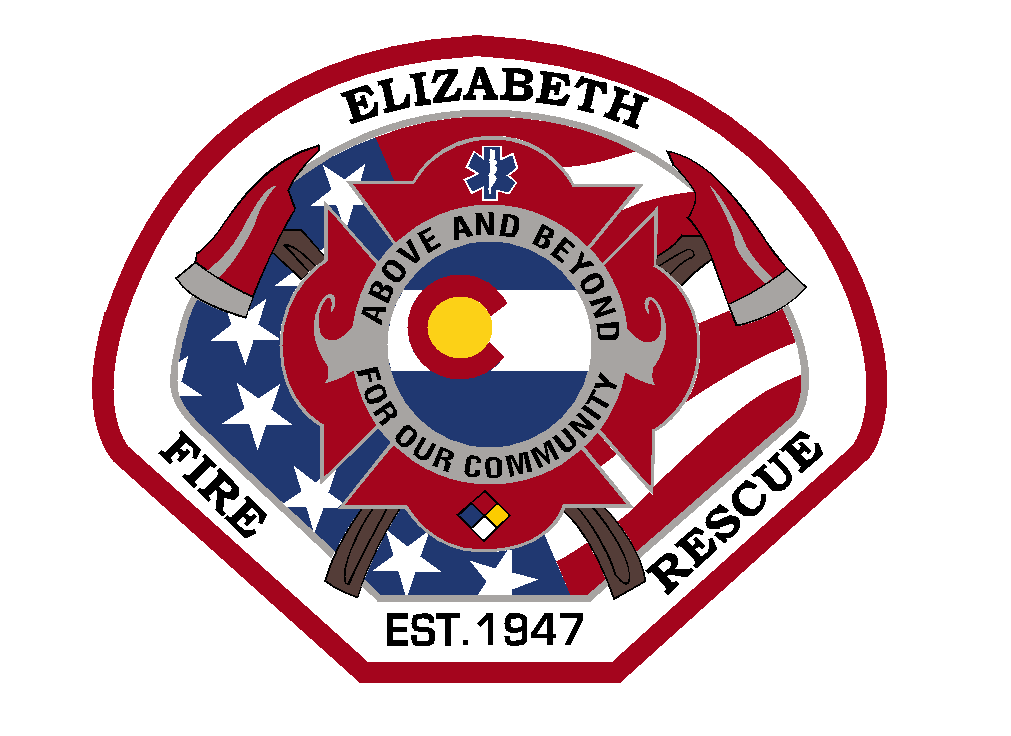 ELIZABETH
ABOVE AND BEYOND
FOR OUR COMMUNITY
FIRE
RESCUE
EST. 1947